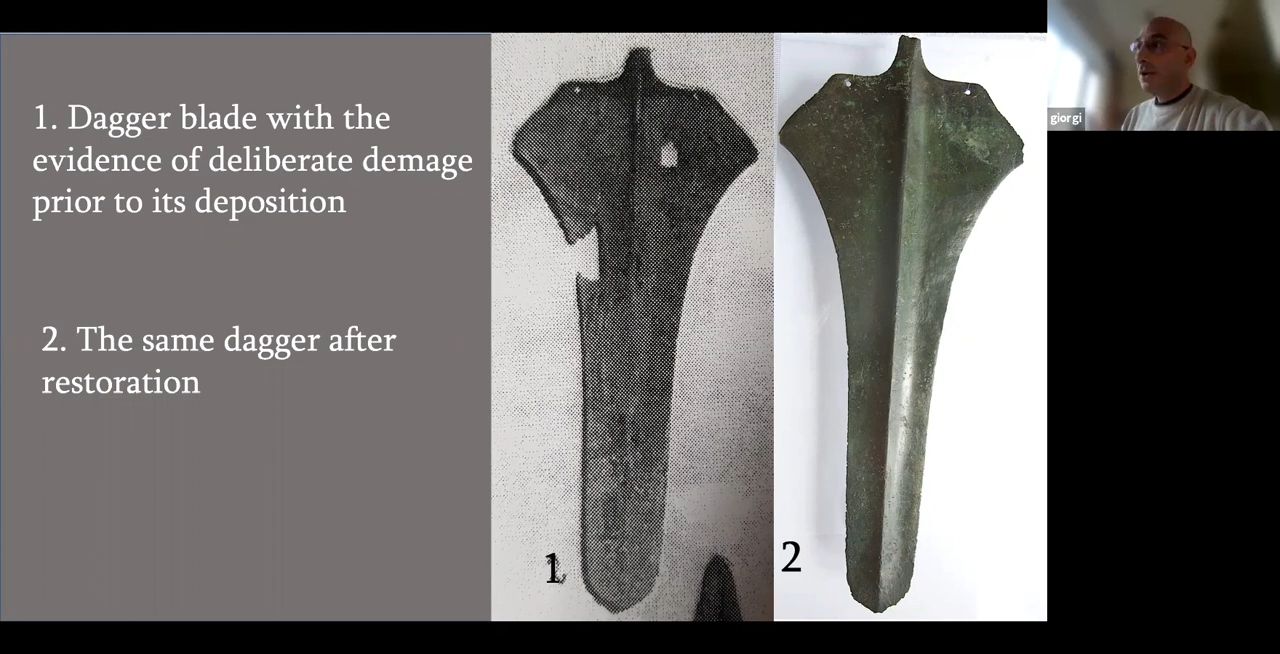 1. Dagger blade with the
evidence of deliberate demage
prior to its deposition
2. The same dagger after
restoration
1
2
giorgi